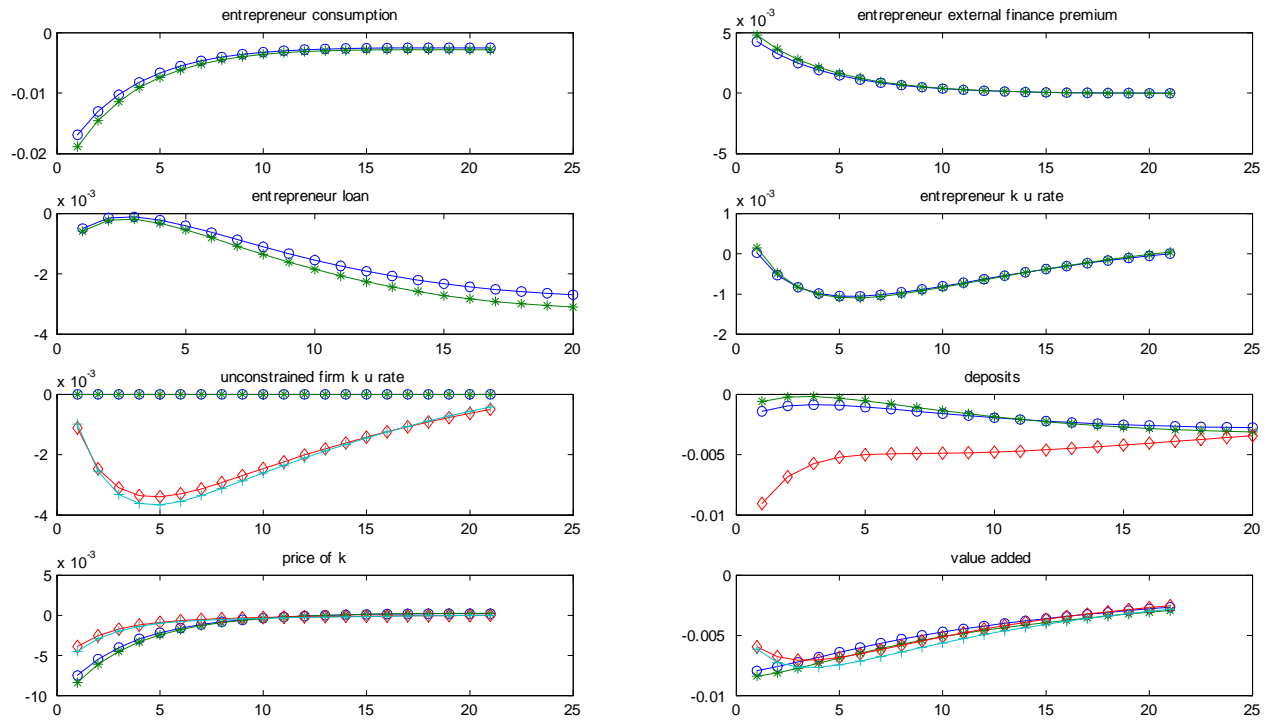 entrepreneur consumption
0
-0.01
-0.02
0 5 10 15 20 25
entrepreneur external finance premium
x 10-3
5
0
-5
0 5 10 15 20 25
entrepreneur loan
x 10-3
0
-2
-4
0 5 10 15 20
entrepreneur k u rate
x 10-3
1
0
-1
-2
0 5 10 15 20 25
unconstrained firm k u rate
x 10-3
0
-2
-4
0 5 10 15 20 25
deposits
0
-0.005
-0.01
0 5 10 15 20
price of k
x 10-3
5
0
-5
-10
0 5 10 15 20 25
value added
0
-0.005
-0.01
0 5 10 15 20 25